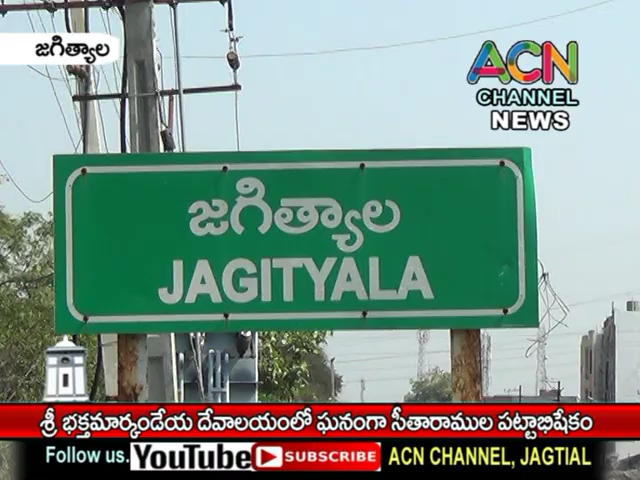 జగిత్యాల
ACN
CHANNEL
NEWS
జగిత్యాల
JAGITYALA
శ్రీ భక్తమార్కండేయ దేవాలయంలో ఘనంగా సీతారాముల పట్టాభిషేకం
Follow us. YouTube SUBSCRIBE ACN CHANNEL, JAGTIAL